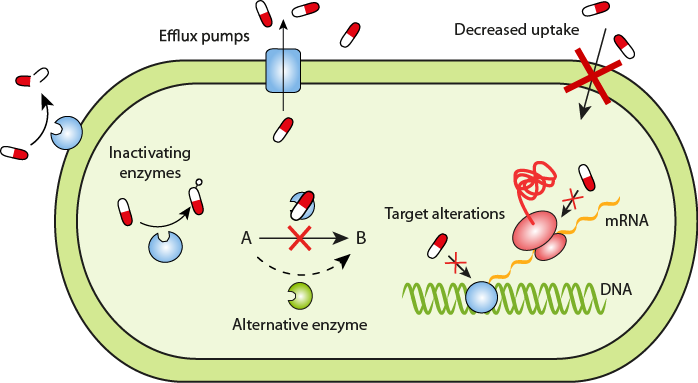 Efflux pumps
Decreased uptake
Inactivating
enzymes
Target alterations
mRNA
A
B
DNA
Alternative enzyme